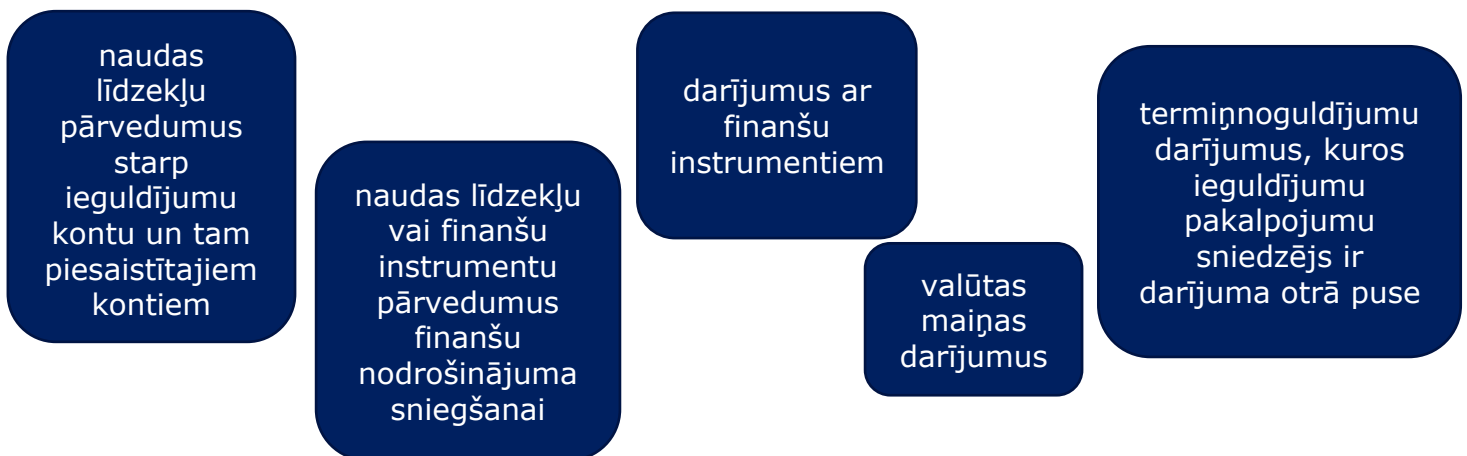 naudas
līdzekļu
pārvedumus
starp
ieguldījumu
kontu un tam
piesaistītajiem
kontiem
naudas līdzekļu
vai finanšu
instrumentu
pārvedumus
finanšu
nodrošinājuma
sniegšanai
darījumus ar
finanšu
instrumentiem
valūtas
maiņas
darījumus
termiņnoguldījumu
darījumus, kuros
ieguldījumu
pakalpojumu
sniedzējs ir
darījuma otrā puse